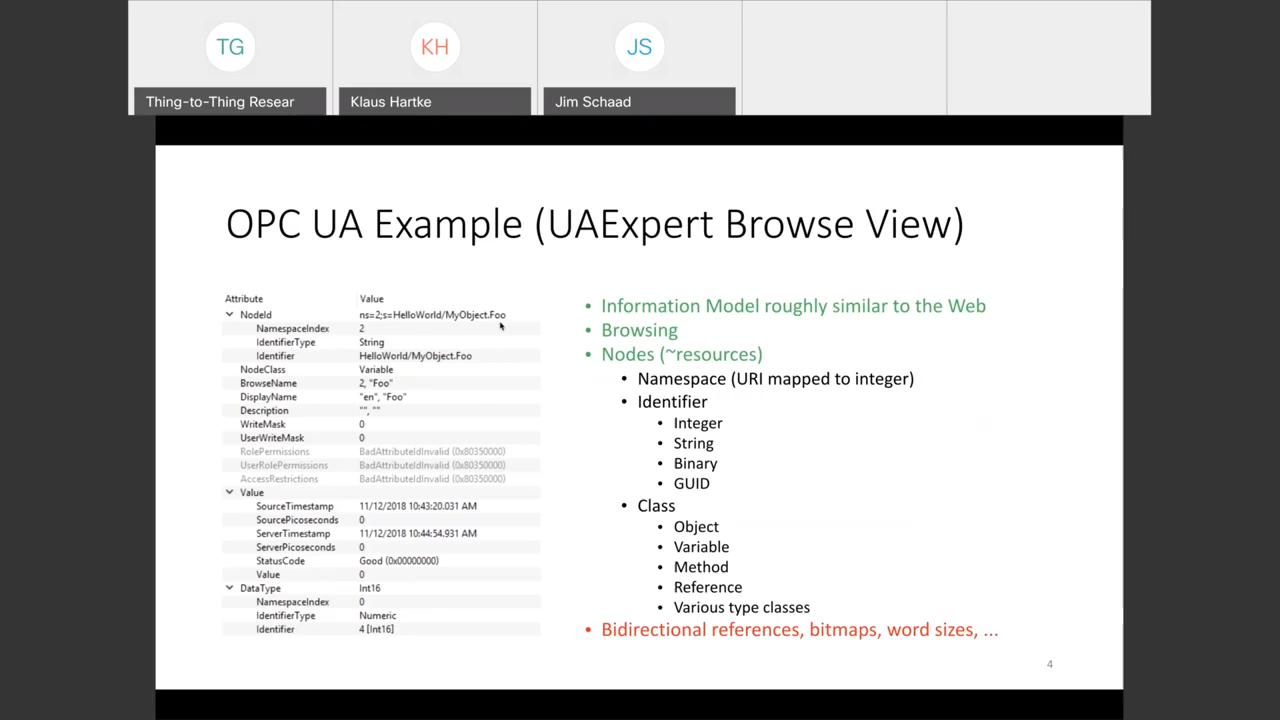 TG
KH
JS
Thing-to-Thing Resear
Klaus Hartke
Jim Schaad
OPC UA Example (UAExpert Browse View)
Attribute Value
NodeId ns=2;s=HelloWorld/MyObject.Foo
NamespaceIndex 2
IdentifierType String
Identifier HelloWorld/MyObject.Foo
NodeClass Variable
BrowseName 2, "Foo"
DisplayName "en", "Foo"
Description "", ""
WriteMask 0
UserWriteMask 0
RolePermissions BadAttributeIdInvalid (0x80350000)
UserRolePermissions BadAttributeIdInvalid (0x80350000)
AccessRestrictions BadAttributeIdInvalid (0x80350000)
Value
SourceTimestamp 11/12/2018 10:43:20.031 AM
SourcePicoseconds 0
ServerTimestamp 11/12/2018 10:44:54.931 AM
ServerPicoseconds 0
StatusCode Good (0x00000000)
Value 0
DataType Int16
NamespaceIndex 0
IdentifierType Numeric
Identifier 4 [Int16]
• Information Model roughly similar to the Web
• Browsing
• Nodes (~resources)
• Namespace (URI mapped to integer)
• Identifier
• Integer
• String
• Binary
• GUID
• Class
• Object
• Variable
• Method
• Reference
• Various type classes
• Bidirectional references, bitmaps, word sizes, ...
4